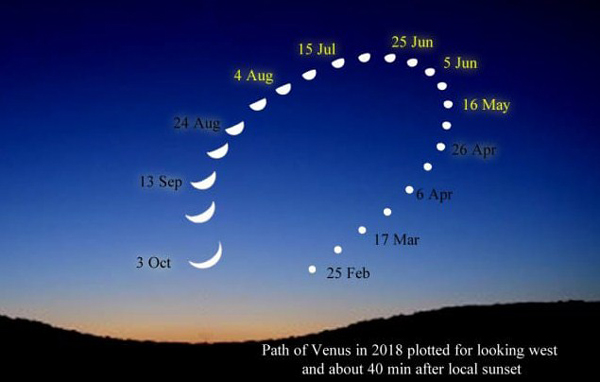 25 Jun
15 Jul
5 Jun
4 Aug
16 May
24 Aug
26 Apr
13 Sep
6 Apr
17 Mar
3 Oct
25 Feb
Path of Venus in 2018 plotted for looking west
and about 40 min after local sunset